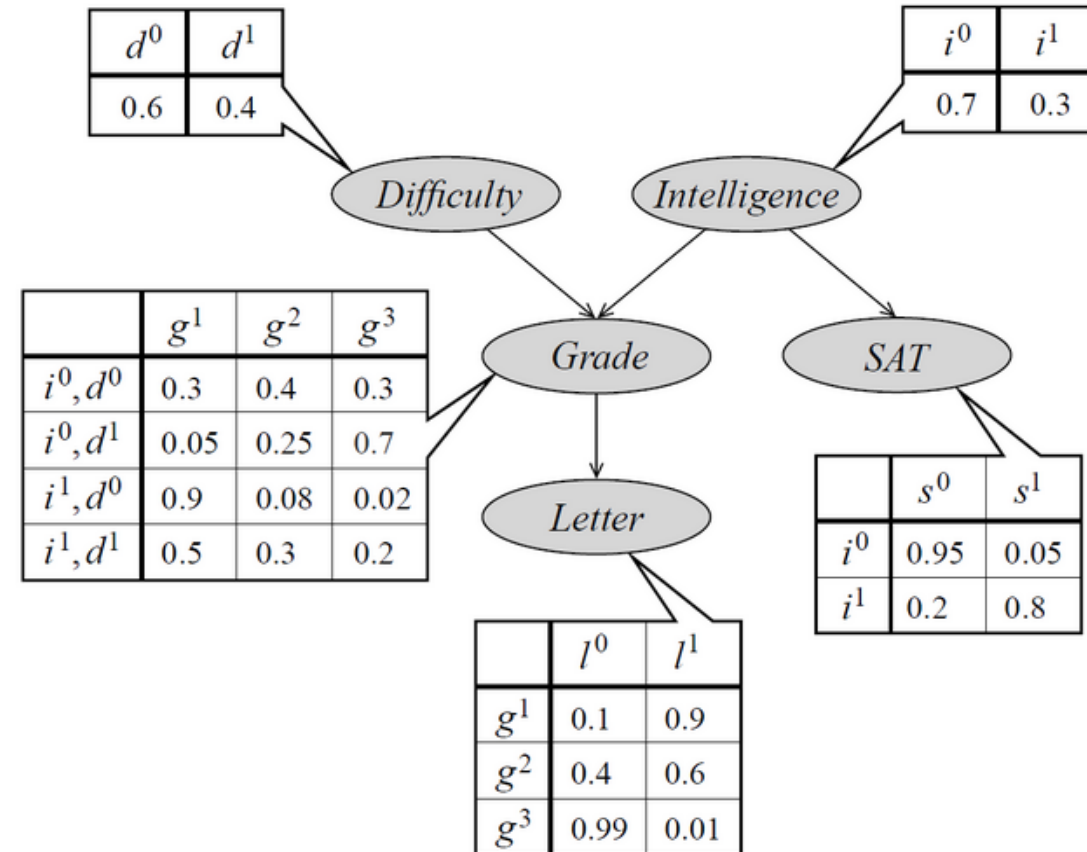 d⁰ d¹
0.6 0.4
i⁰ i¹
0.7 0.3
Difficulty
Intelligence
g¹ g² g³
i⁰,d⁰ 0.3 0.4 0.3
i⁰,d¹ 0.05 0.25 0.7
i¹,d⁰ 0.9 0.08 0.02
i¹,d¹ 0.5 0.3 0.2
Grade
SAT
Letter
s⁰ s¹
i⁰ 0.95 0.05
i¹ 0.2 0.8
l⁰ l¹
g¹ 0.1 0.9
g² 0.4 0.6
g³ 0.99 0.01